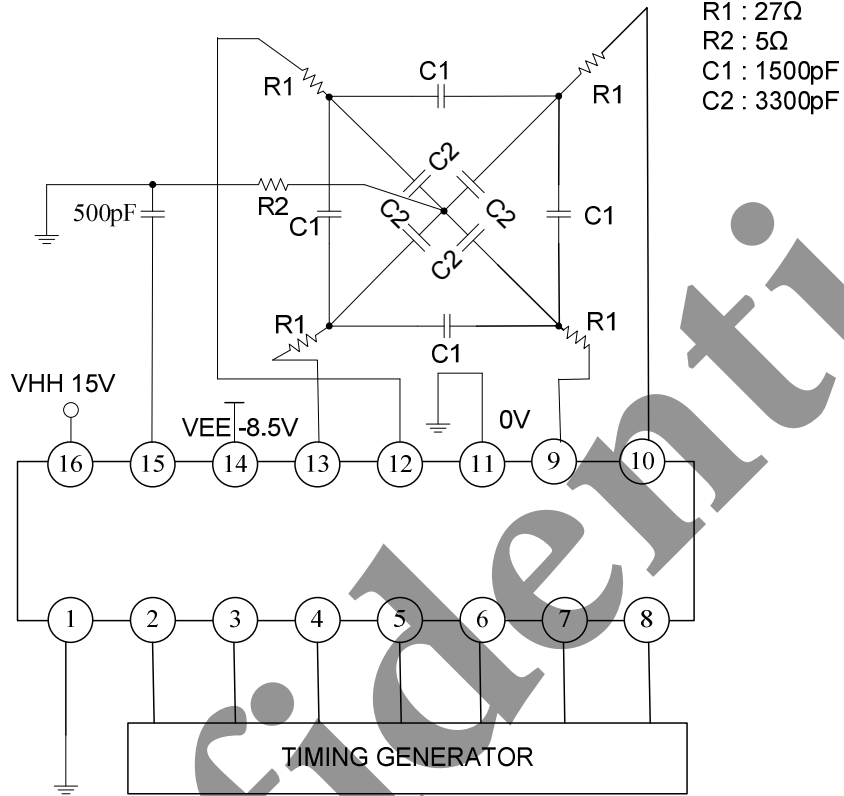 R1 : 27Ω
R2 : 5Ω
C1 : 1500pF
C2 : 3300pF
R1
C1
R1
C2
R2
500pF
C1
C2
C2
C1
C2
R1
R1
C1
VHH 15V
VEE -8.5V
0V
16
15
14
13
12
11
9
10
1
2
3
4
5
6
7
8
TIMING GENERATOR
fidenti